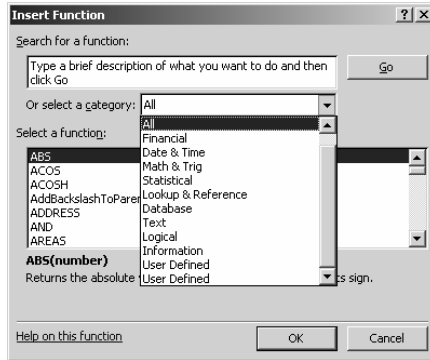 Insert Function
Search for a function:
Type a brief description of what you want to do and then
click Go
Go
Or select a category: All
All
Financial
Date & Time
Math & Trig
Statistical
Lookup & Reference
Database
Text
Logical
Information
User Defined
User Defined
Select a function:
ABS
ACOS
ACOSH
AddBackslashToParen
ADDRESS
AND
AREAS
ABS(number)
Returns the absolute
s sign.
Help on this function
OK
Cancel